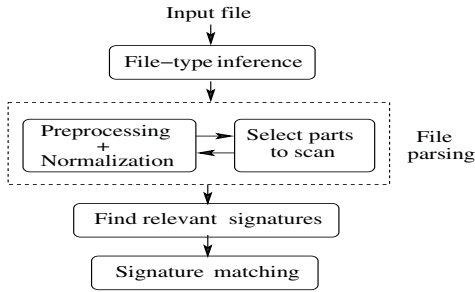 Input file
File-type inference
Preprocessing
+
Normalization
Select parts
to scan
File
parsing
Find relevant signatures
Signature matching